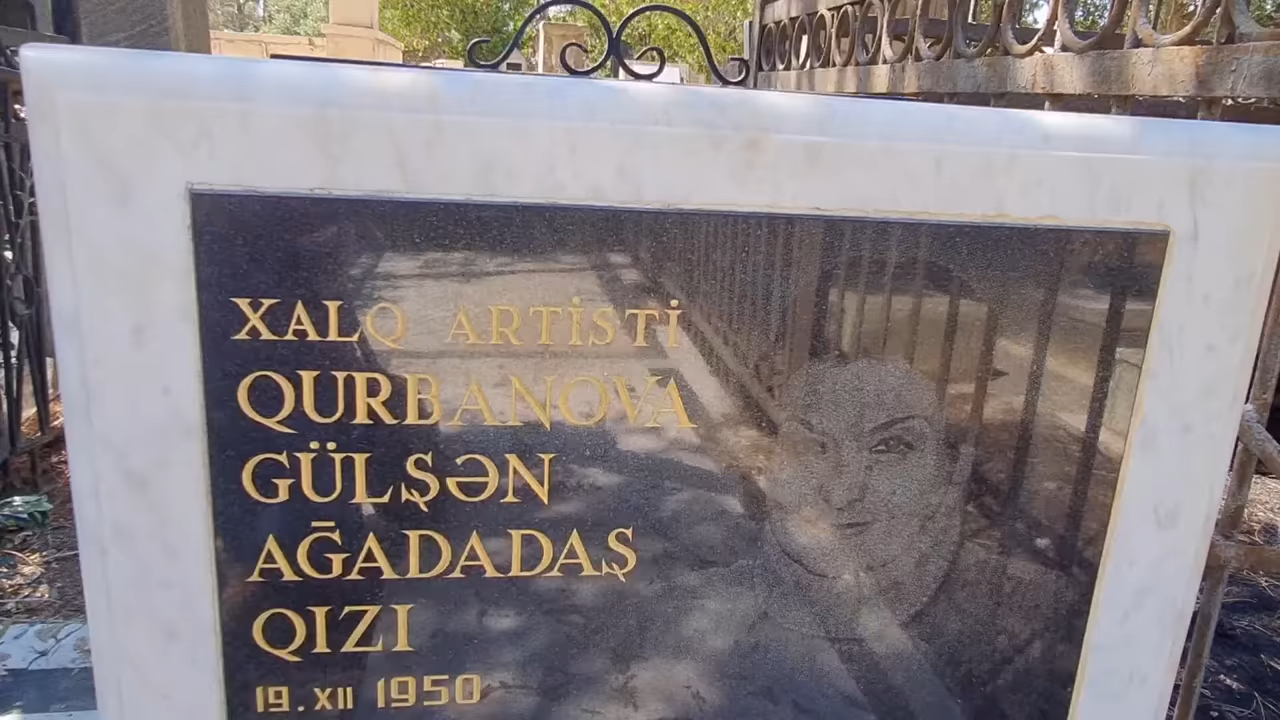 XALQ ARTİSTİ
QURBANOVA
GÜLŞƏN
AĞADADAŞ
QIZI
19.XII 1950